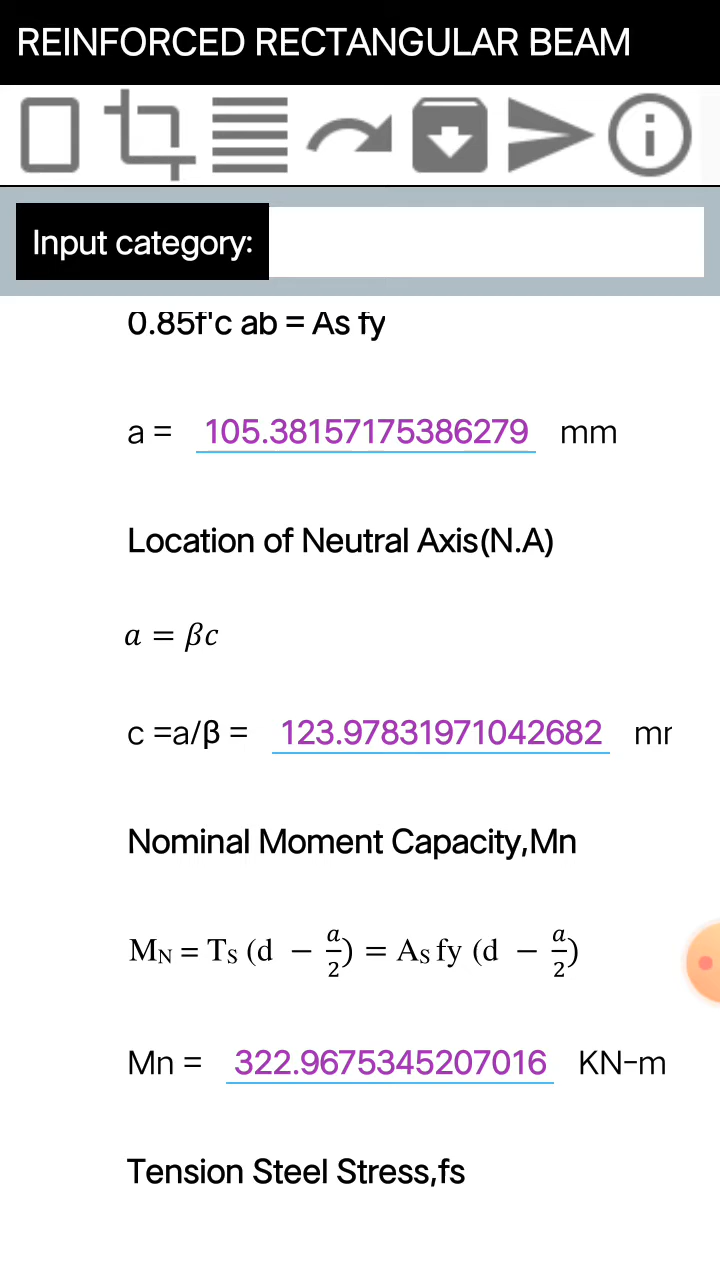 REINFORCED RECTANGULAR BEAM
Input category:
0.85f'c ab = As fy
a = 105.38157175386279 mm
Location of Neutral Axis(N.A)
a = βc
c =a/β = 123.97831971042682 mr
Nominal Moment Capacity,Mn
MN = TS (d − a/2) = AS fy (d − a/2)
Mn = 322.9675345207016 KN-m
Tension Steel Stress,fs